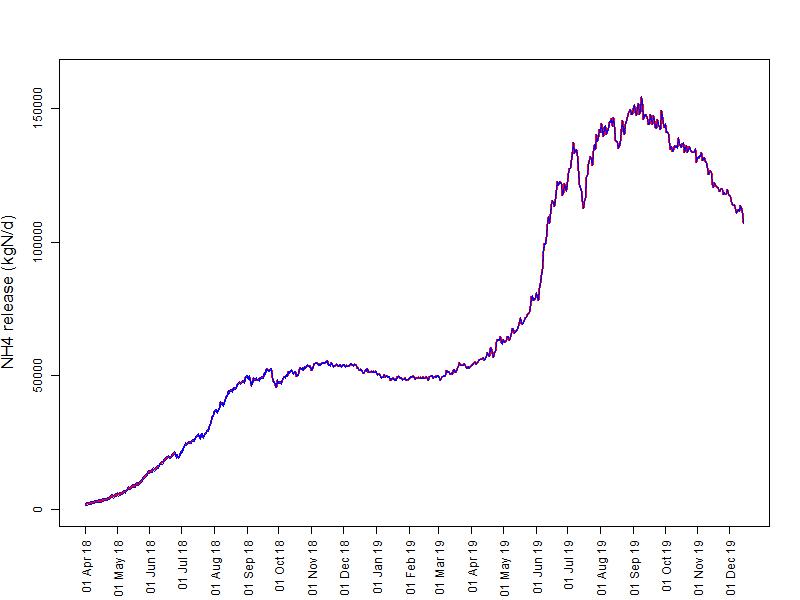 NH4 release (kgN/d)
150000
100000
50000
0
01 Apr 18
01 May 18
01 Jun 18
01 Jul 18
01 Aug 18
01 Sep 18
01 Oct 18
01 Nov 18
01 Dec 18
01 Jan 19
01 Feb 19
01 Mar 19
01 Apr 19
01 May 19
01 Jun 19
01 Jul 19
01 Aug 19
01 Sep 19
01 Oct 19
01 Nov 19
01 Dec 19